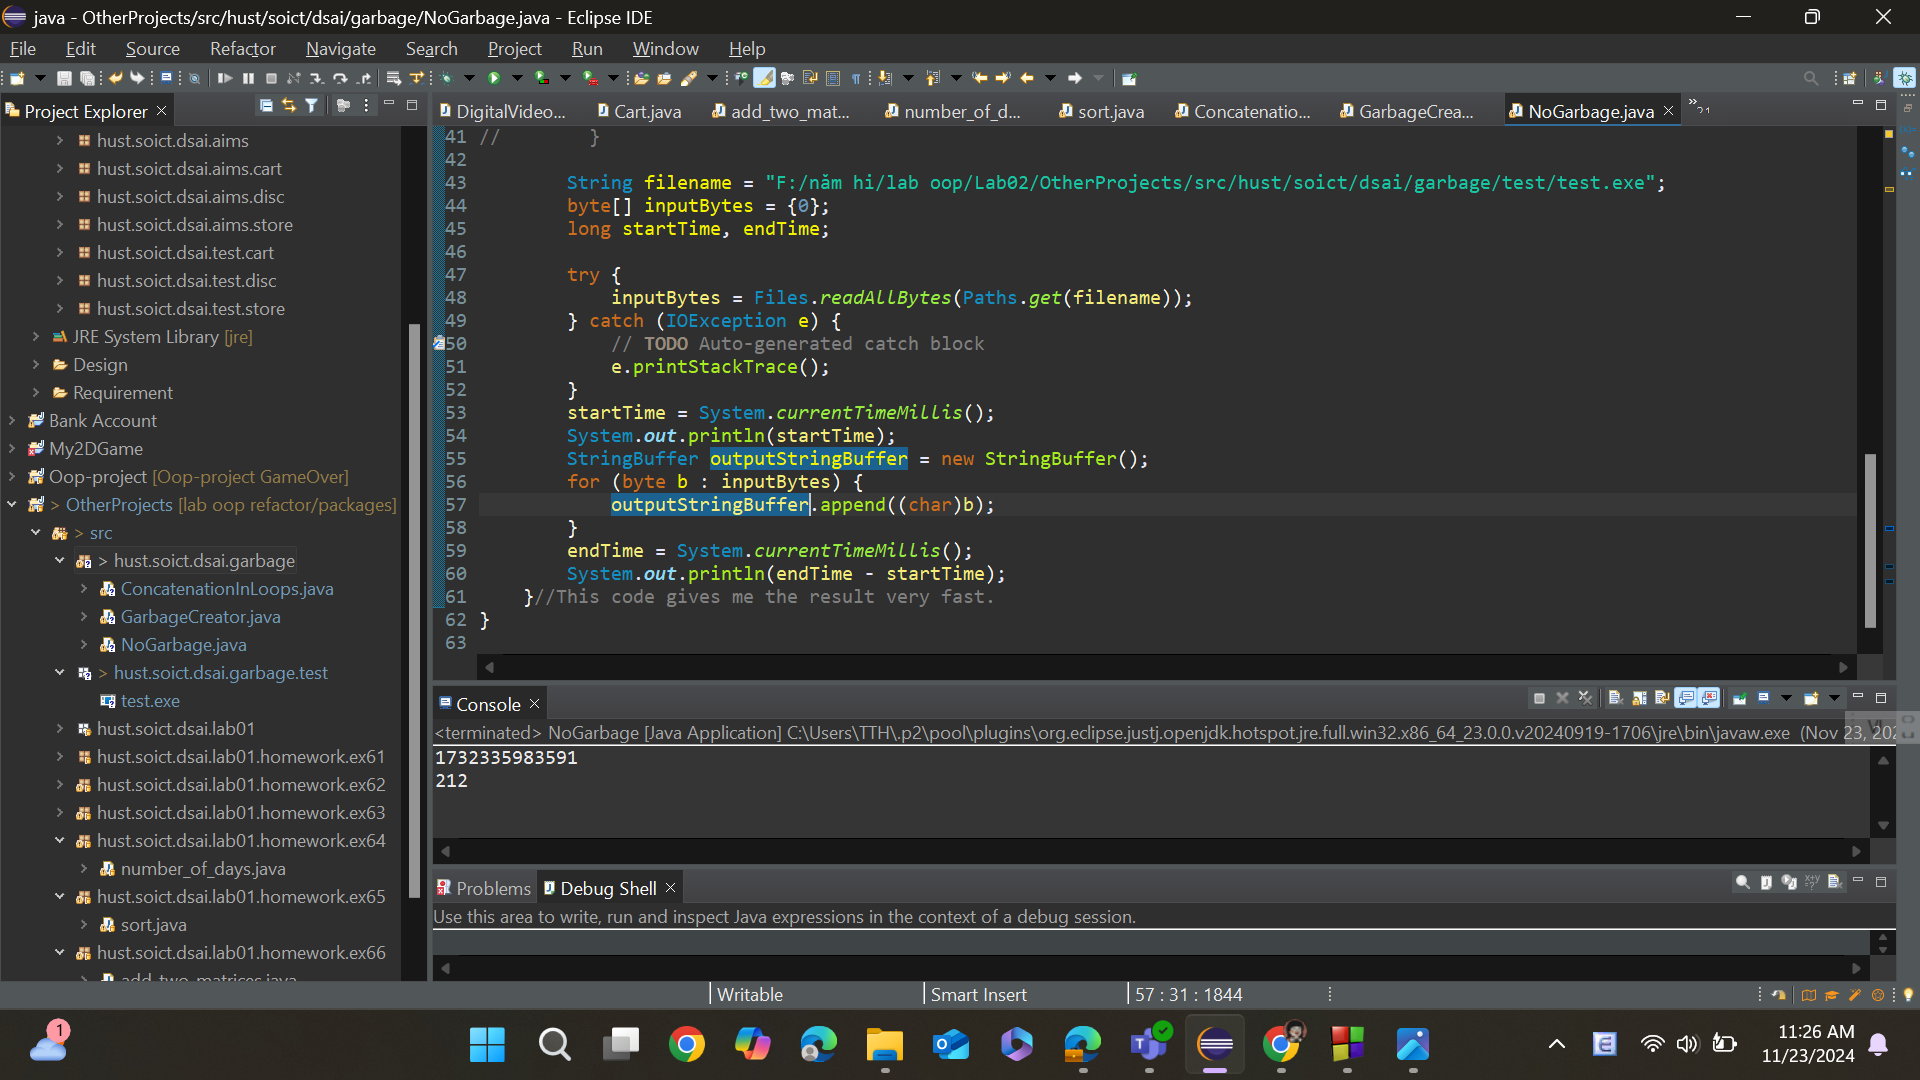 java - OtherProjects/src/hust/soict/dsai/garbage/NoGarbage.java - Eclipse IDE
File Edit Source Refactor Navigate Search Project Run Window Help
Project Explorer
DigitalVideo... Cart.java add_two_mat... number_of_d... sort.java Concatenatio... GarbageCrea... NoGarbage.java »21
hust.soict.dsai.aims
hust.soict.dsai.aims.cart
hust.soict.dsai.aims.disc
hust.soict.dsai.aims.store
hust.soict.dsai.test.cart
hust.soict.dsai.test.disc
hust.soict.dsai.test.store
JRE System Library [jre]
Design
Requirement
Bank Account
My2DGame
Oop-project [Oop-project GameOver]
> OtherProjects [lab oop refactor/packages]
> src
> hust.soict.dsai.garbage
ConcatenationInLoops.java
GarbageCreator.java
NoGarbage.java
> hust.soict.dsai.garbage.test
test.exe
hust.soict.dsai.lab01
hust.soict.dsai.lab01.homework.ex61
hust.soict.dsai.lab01.homework.ex62
hust.soict.dsai.lab01.homework.ex63
hust.soict.dsai.lab01.homework.ex64
number_of_days.java
hust.soict.dsai.lab01.homework.ex65
sort.java
hust.soict.dsai.lab01.homework.ex66
add_two_matrices.java
41 // }
42
43 String filename = "F:/năm hi/lab oop/Lab02/OtherProjects/src/hust/soict/dsai/garbage/test/test.exe";
44 byte[] inputBytes = {0};
45 long startTime, endTime;
46
47 try {
48 inputBytes = Files.readAllBytes(Paths.get(filename));
49 } catch (IOException e) {
50 // TODO Auto-generated catch block
51 e.printStackTrace();
52 }
53 startTime = System.currentTimeMillis();
54 System.out.println(startTime);
55 StringBuffer outputStringBuffer = new StringBuffer();
56 for (byte b : inputBytes) {
57 outputStringBuffer.append((char)b);
58 }
59 endTime = System.currentTimeMillis();
60 System.out.println(endTime - startTime);
61 }//This code gives me the result very fast.
62 }
63
Console
<terminated> NoGarbage [Java Application] C:\Users\TTH\.p2\pool\plugins\org.eclipse.justj.openjdk.hotspot.jre.full.win32.x86_64_23.0.0.v20240919-1706\jre\bin\javaw.exe (Nov 23, 202
1732335983591
212
Problems Debug Shell
Use this area to write, run and inspect Java expressions in the context of a debug session.
Writable Smart Insert 57 : 31 : 1844
1
11:26 AM
11/23/2024